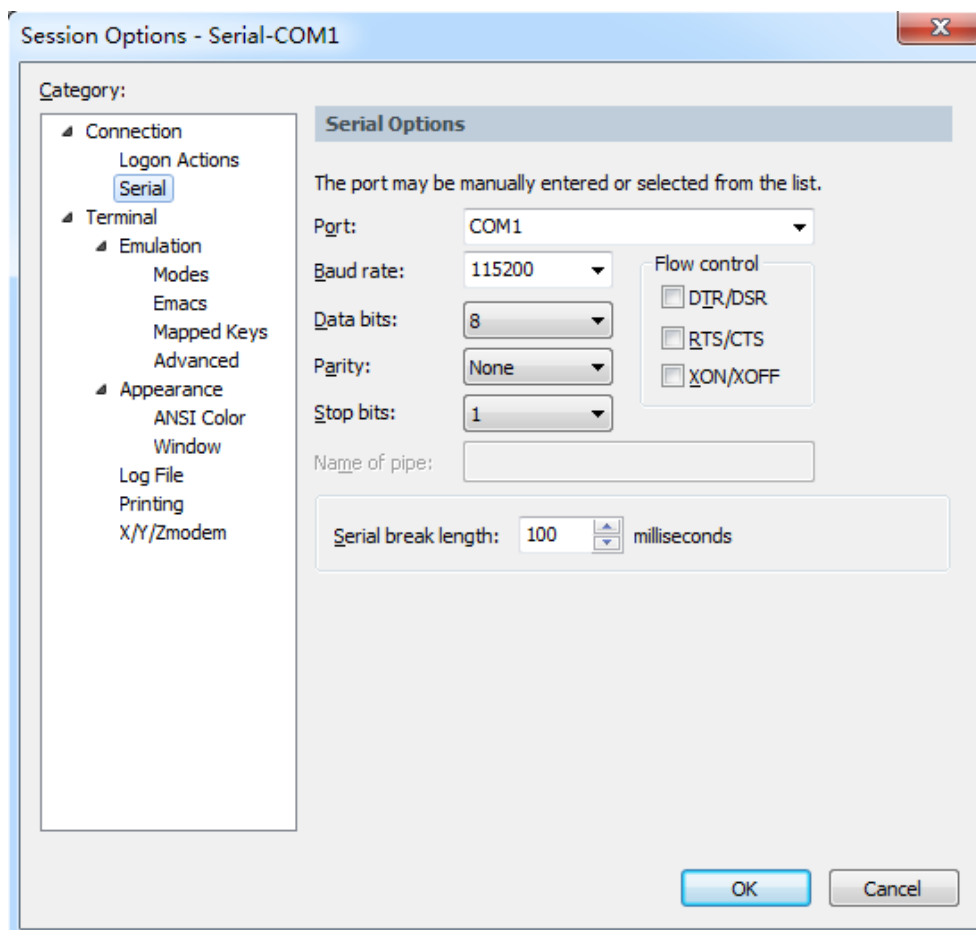 Session Options - Serial-COM1
Category:
Connection
Logon Actions
Serial
Terminal
Emulation
Modes
Emacs
Mapped Keys
Advanced
Appearance
ANSI Color
Window
Log File
Printing
X/Y/Zmodem
Serial Options
The port may be manually entered or selected from the list.
Port: COM1
Baud rate: 115200
Data bits: 8
Parity: None
Stop bits: 1
Name of pipe:
Flow control
DTR/DSR
RTS/CTS
XON/XOFF
Serial break length: 100 milliseconds
OK Cancel